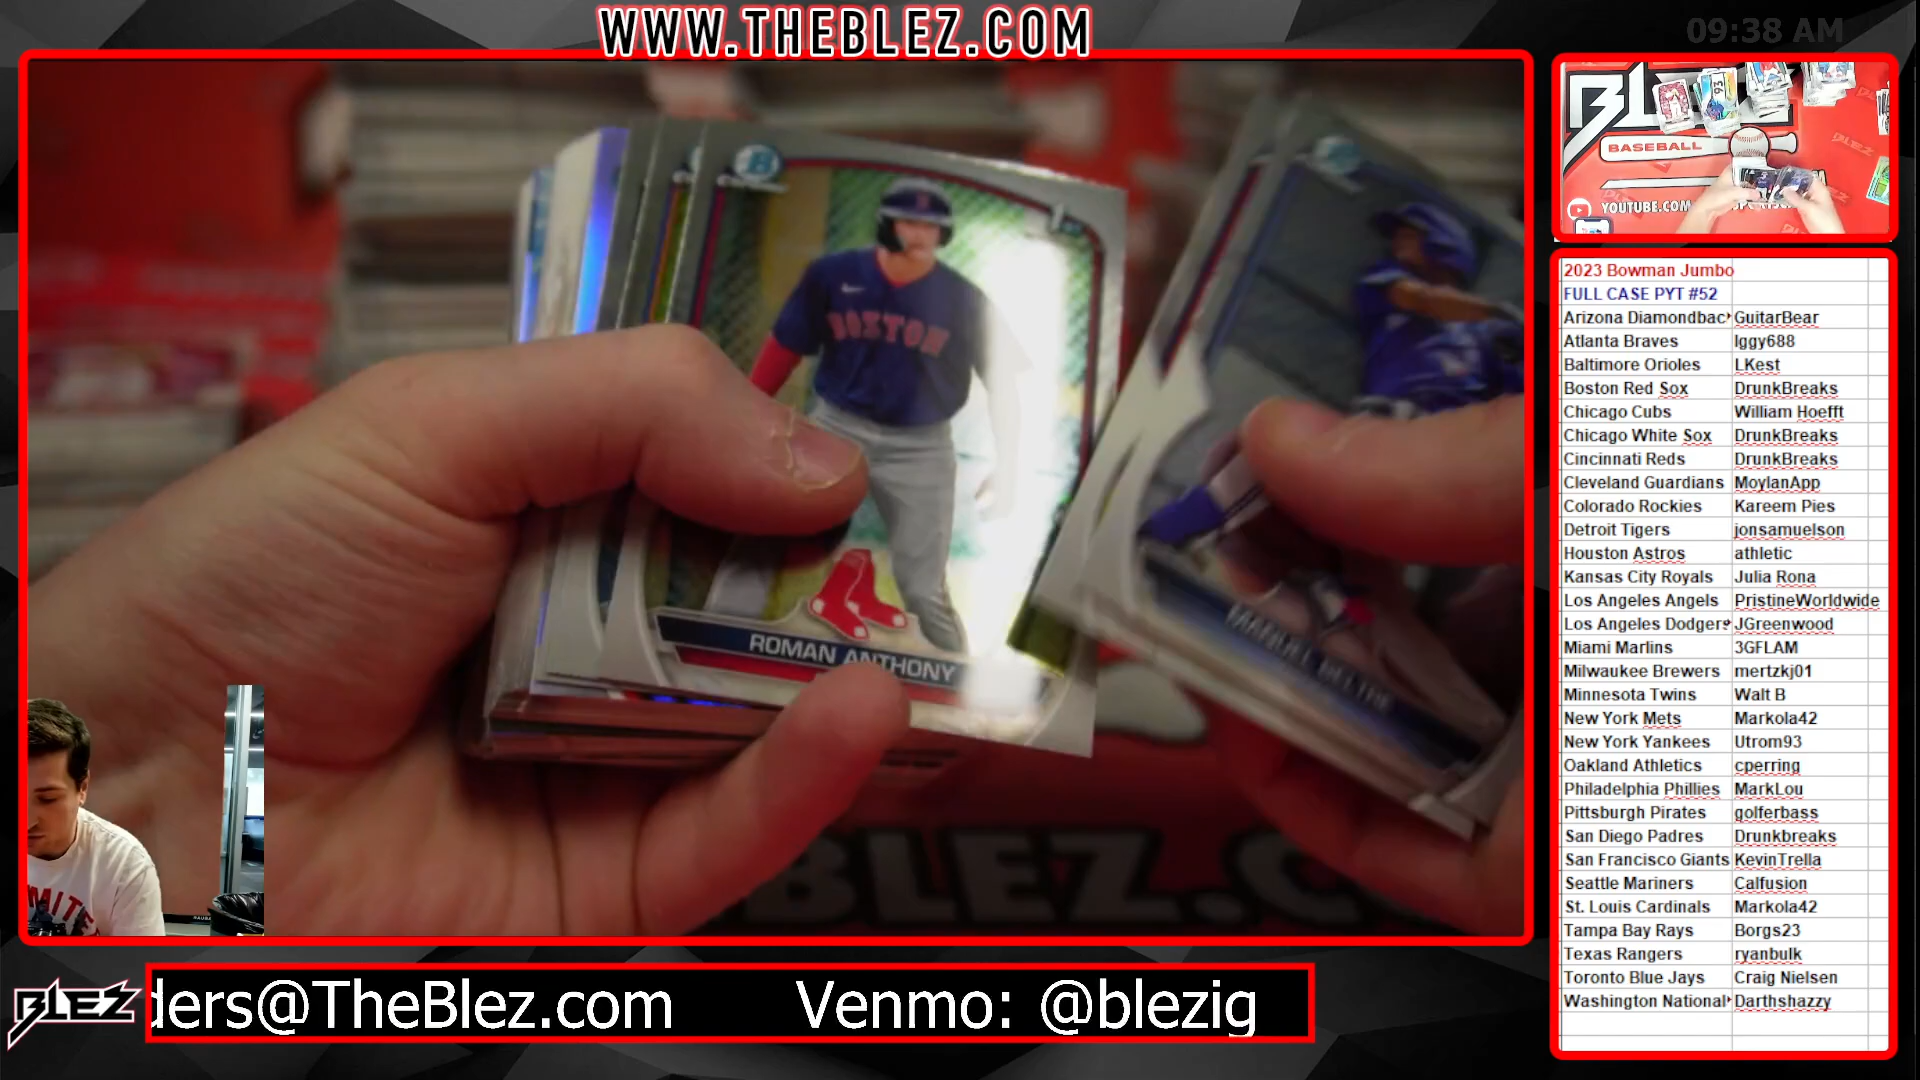 WWW.THEBLEZ.COM
09:38 AM
BOSTON
ROMAN ANTHONY
MANUEL BELTRE
BLEZ.C
BL
BASEBALL
BLEZ
YOUTUBE.COM
2023 Bowman Jumbo
FULL CASE PYT #52
Arizona Diamondbac GuitarBear
Atlanta Braves Iggy688
Baltimore Orioles LKest
Boston Red Sox DrunkBreaks
Chicago Cubs William Hoefft
Chicago White Sox DrunkBreaks
Cincinnati Reds DrunkBreaks
Cleveland Guardians MoylanApp
Colorado Rockies Kareem Pies
Detroit Tigers jonsamuelson
Houston Astros athletic
Kansas City Royals Julia Rona
Los Angeles Angels PristineWorldwide
Los Angeles Dodgers JGreenwood
Miami Marlins 3GFLAM
Milwaukee Brewers mertzkj01
Minnesota Twins Walt B
New York Mets Markola42
New York Yankees Utrom93
Oakland Athletics cperring
Philadelphia Phillies MarkLou
Pittsburgh Pirates golferbass
San Diego Padres Drunkbreaks
San Francisco Giants KevinTrella
Seattle Mariners Calfusion
St. Louis Cardinals Markola42
Tampa Bay Rays Borgs23
Texas Rangers ryanbulk
Toronto Blue Jays Craig Nielsen
Washington National Darthshazzy
BLEZ
ders@TheBlez.com Venmo: @blezig